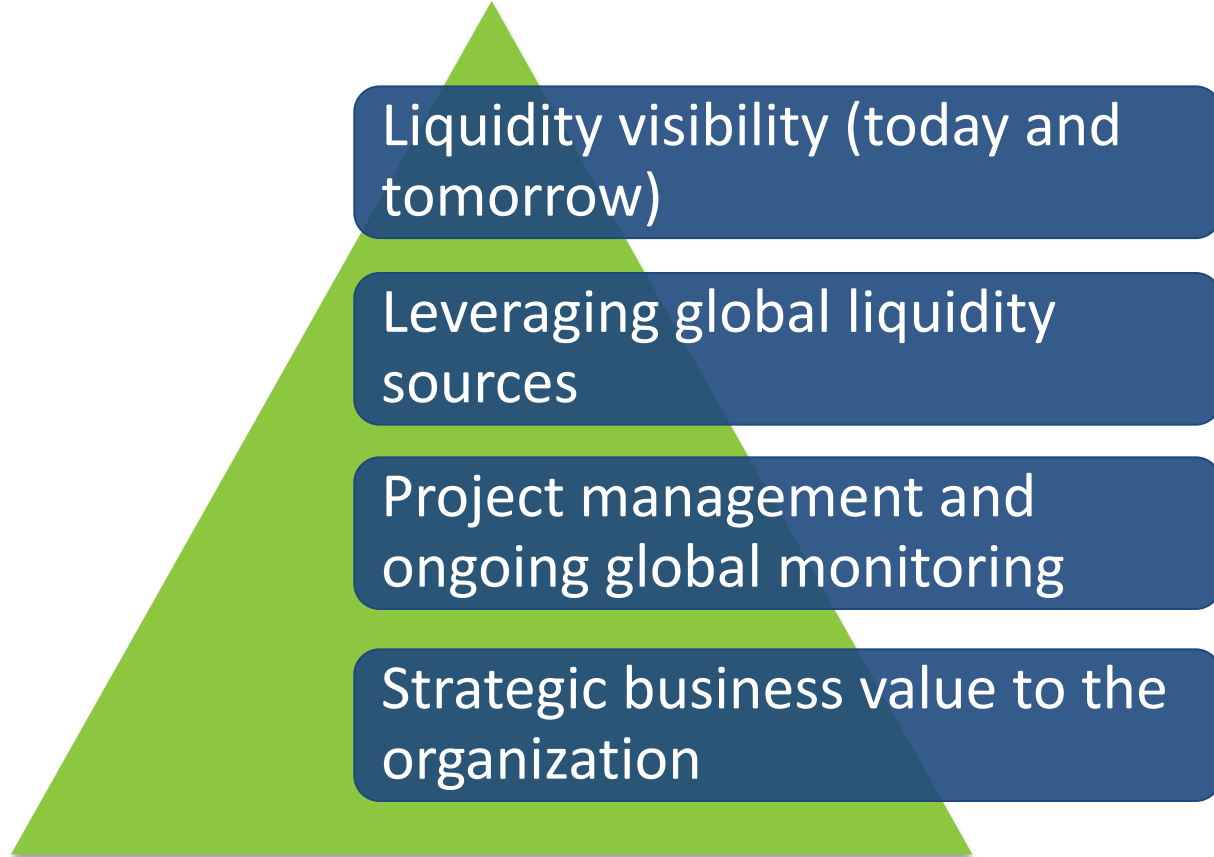 Liquidity visibility (today and
tomorrow)
Leveraging global liquidity
sources
Project management and
ongoing global monitoring
Strategic business value to the
organization